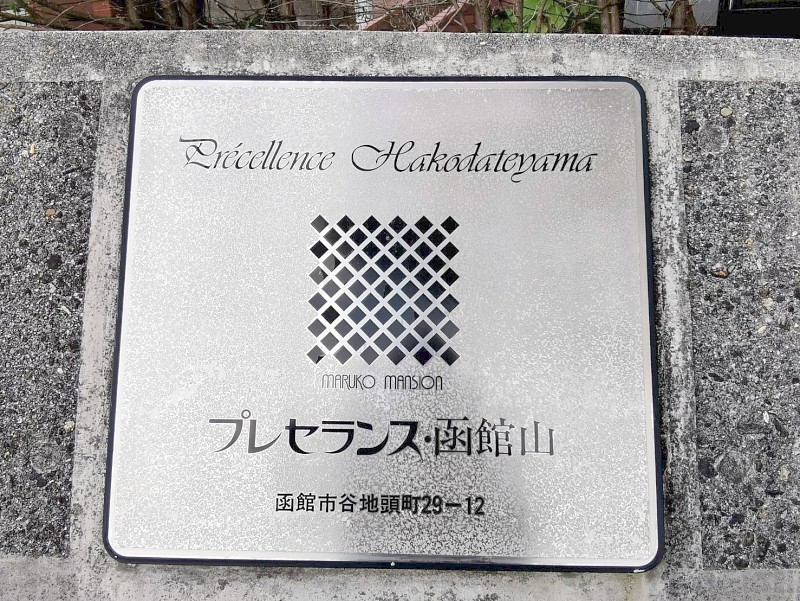 Précellence Hakodateyama
MARUKO MANSION
プレセランス・函館山
函館市谷地頭町29-12